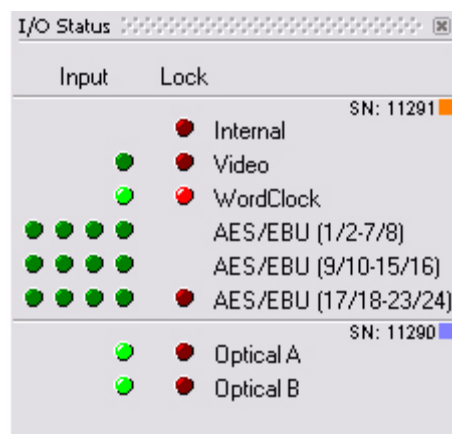 I/O Status
Input Lock
SN: 11291
Internal
Video
WordClock
AES/EBU (1/2-7/8)
AES/EBU (9/10-15/16)
AES/EBU (17/18-23/24)
SN: 11290
Optical A
Optical B